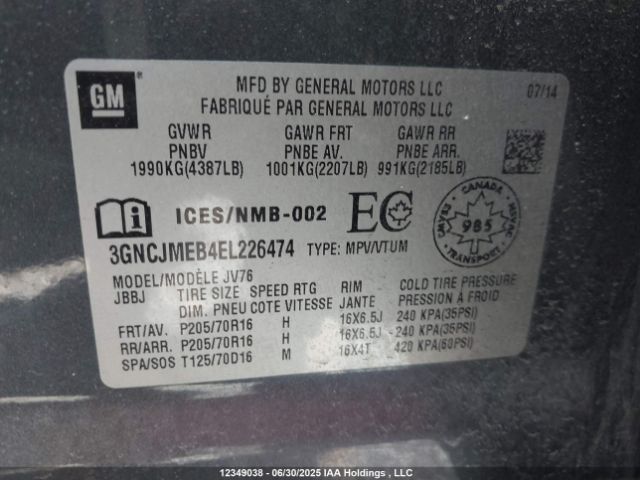 GM
MFD BY GENERAL MOTORS LLC 07/14
FABRIQUÉ PAR GENERAL MOTORS LLC
GVWR GAWR FRT GAWR RR
PNBV PNBE AV. PNBE ARR.
1990KG(4387LB) 1001KG(2207LB) 991KG(2185LB)
ICES/NMB-002 EC
CANADA
985
TRANSPORT
3GNCJMEB4EL226474 TYPE: MPV/VTUM
MODEL/MODÈLE JV76
JBBJ TIRE SIZE SPEED RTG RIM COLD TIRE PRESSURE
DIM. PNEU COTE VITESSE JANTE PRESSION À FROID
FRT/AV. P205/70R16 H 16X6.5J 240 KPA(35PSI)
RR/ARR. P205/70R16 H 16X6.5J 240 KPA(35PSI)
SPA/SOS T125/70D16 M 16X4T 420 KPA(60PSI)
12349038 - 06/30/2025 IAA Holdings , LLC